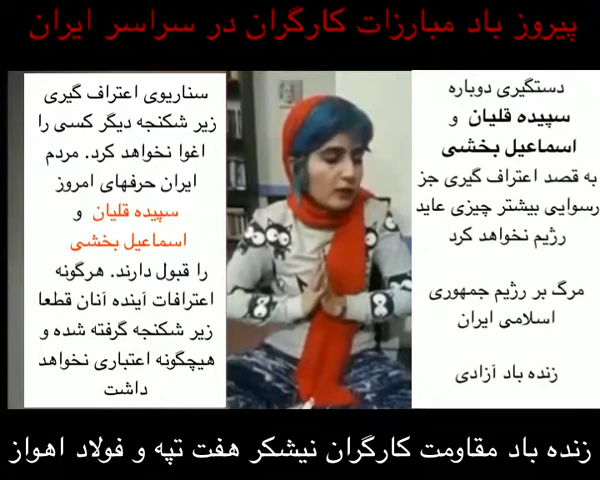 پیروز باد مبارزات کارگران در سراسر ایران
دستگیری دوباره
سپیده قلیان و
اسماعیل بخشی
به قصد اعتراف گیری جز
رسوایی بیشتر چیزی عاید
رژیم نخواهد کرد
مرگ بر رژیم جمهوری
اسلامی ایران
زنده باد آزادی
سناریوی اعتراف گیری
زیر شکنجه دیگر کسی را
اغوا نخواهد کرد. مردم
ایران حرفهای امروز
سپیده قلیان و
اسماعیل بخشی
را قبول دارند. هرگونه
اعترافات آینده آنان قطعا
زیر شکنجه گرفته شده و
هیچگونه اعتباری نخواهد
داشت
زنده باد مقاومت کارگران نیشکر هفت تپه و فولاد اهواز